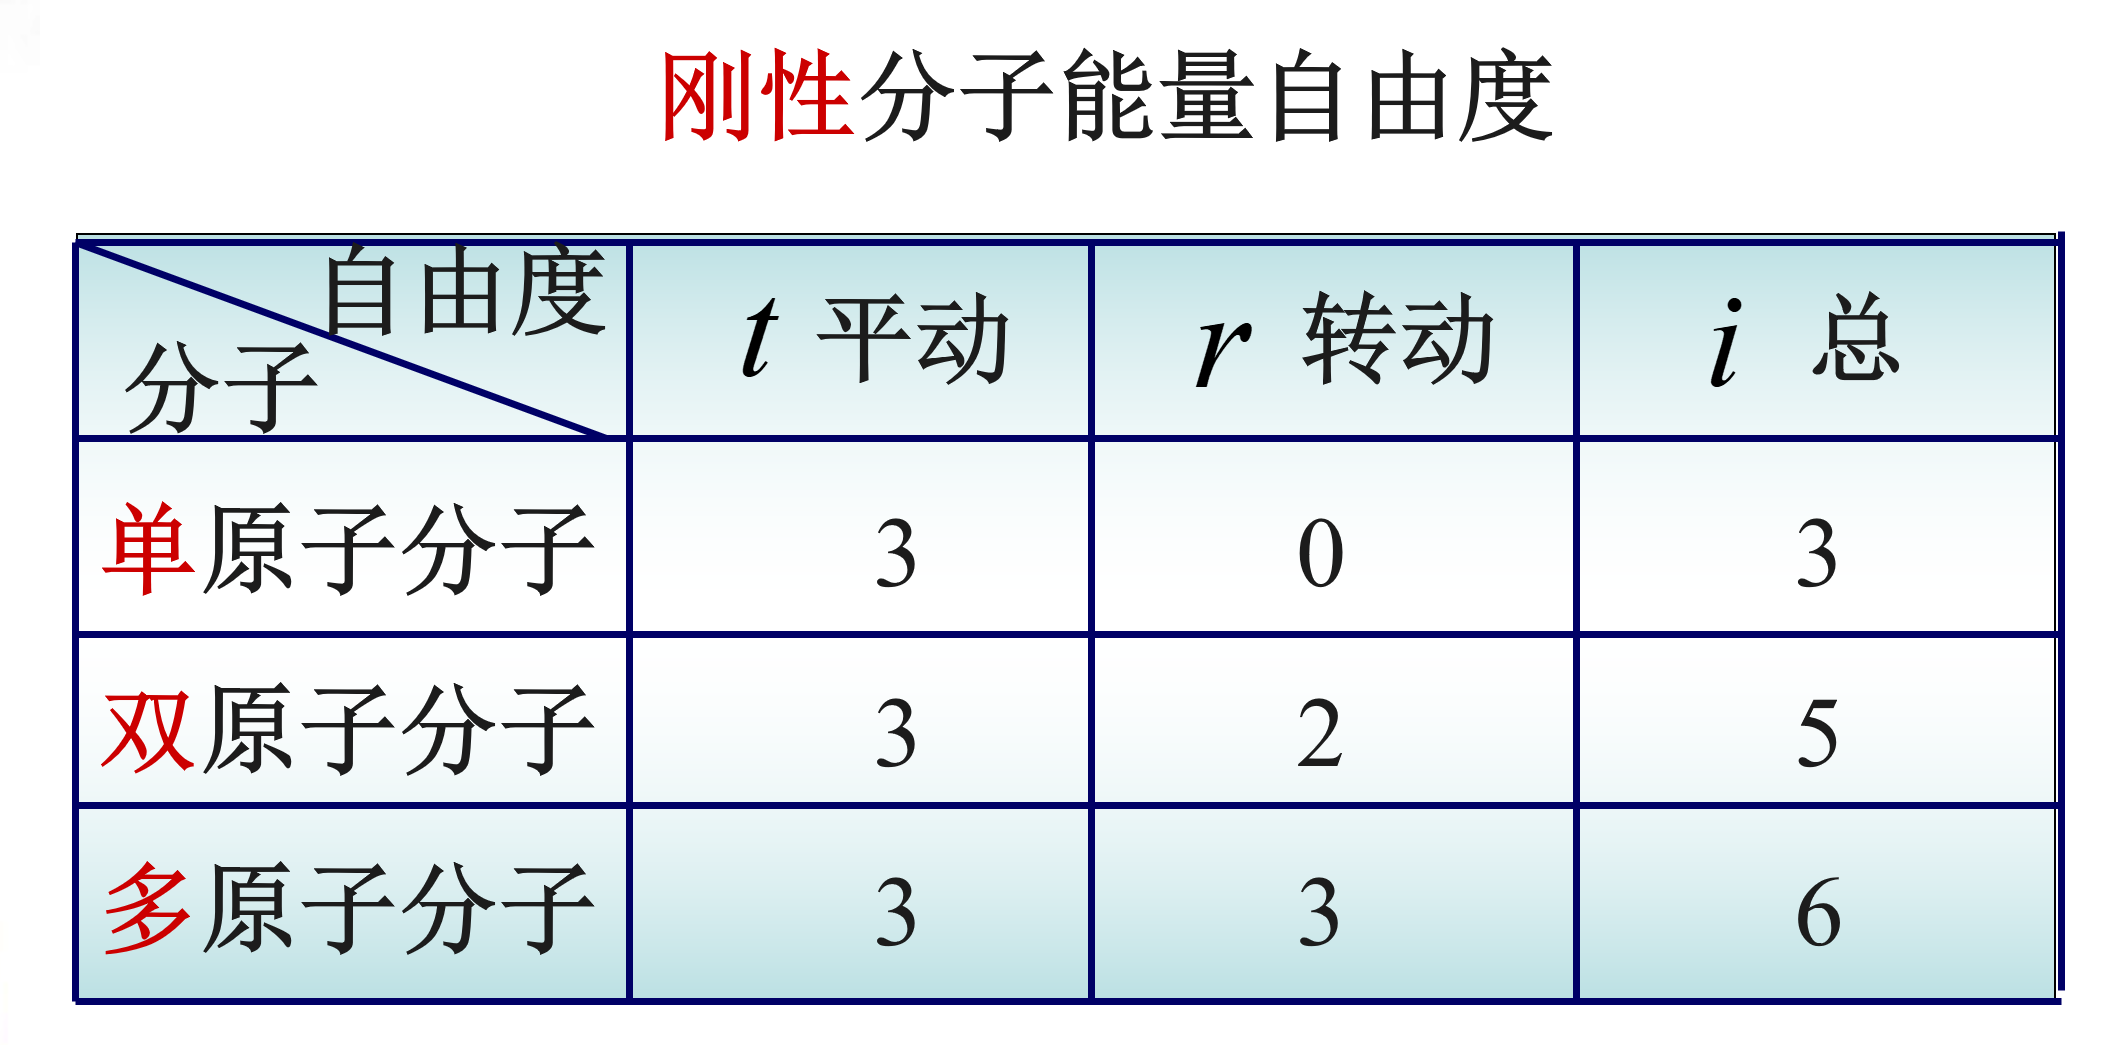 刚性分子能量自由度
自由度
分子
t 平动
r 转动
i 总
单原子分子 3 0 3
双原子分子 3 2 5
多原子分子 3 3 6